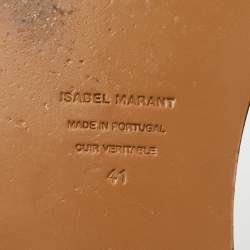 ISABEL MARANT
MADE IN PORTUGAL
CUIR VERITABLE
41